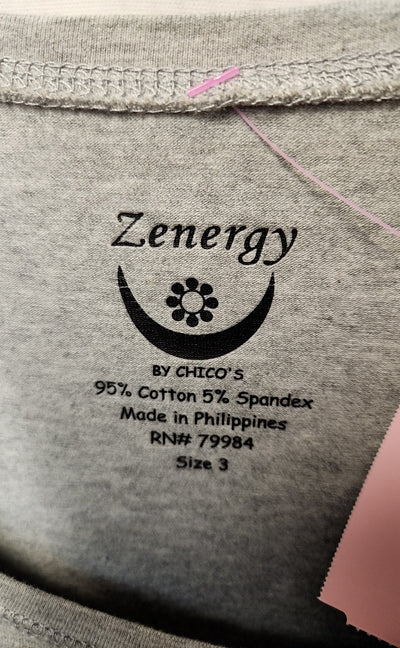 Zenergy
BY CHICO'S
95% Cotton 5% Spandex
Made in Philippines
RN# 79984
Size 3